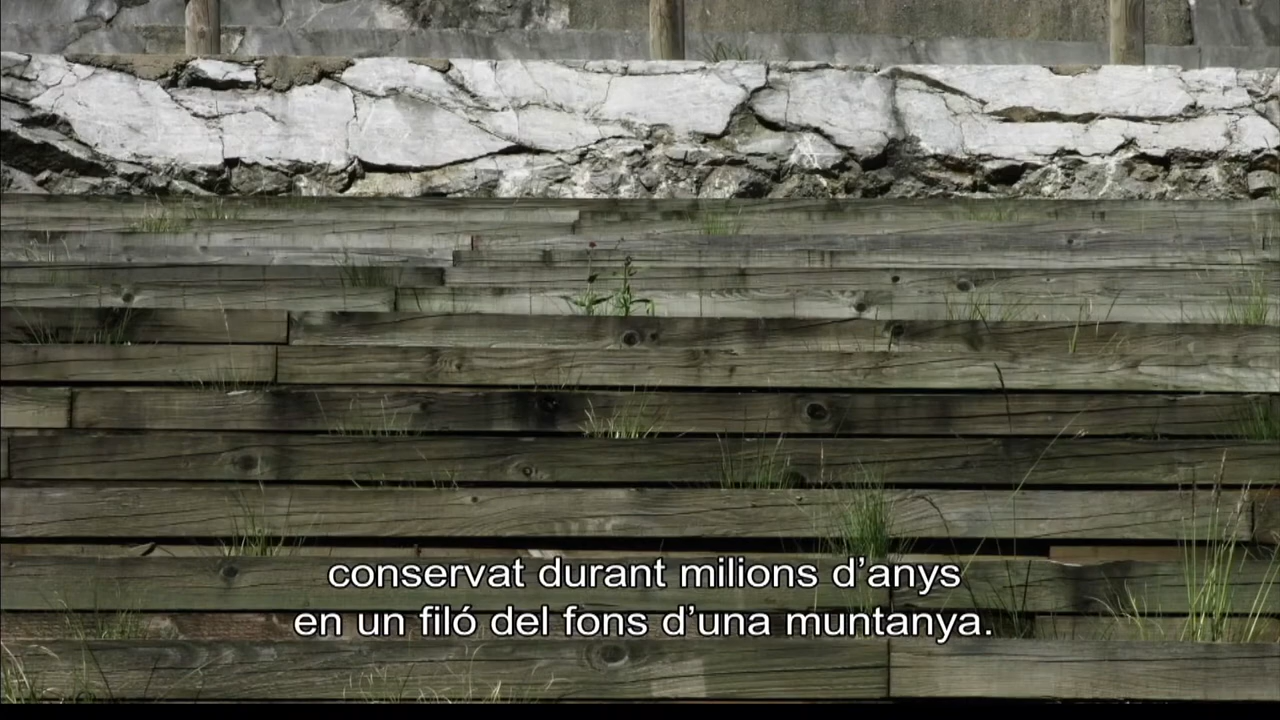 conservat durant milions d’anys
en un filó del fons d’una muntanya.